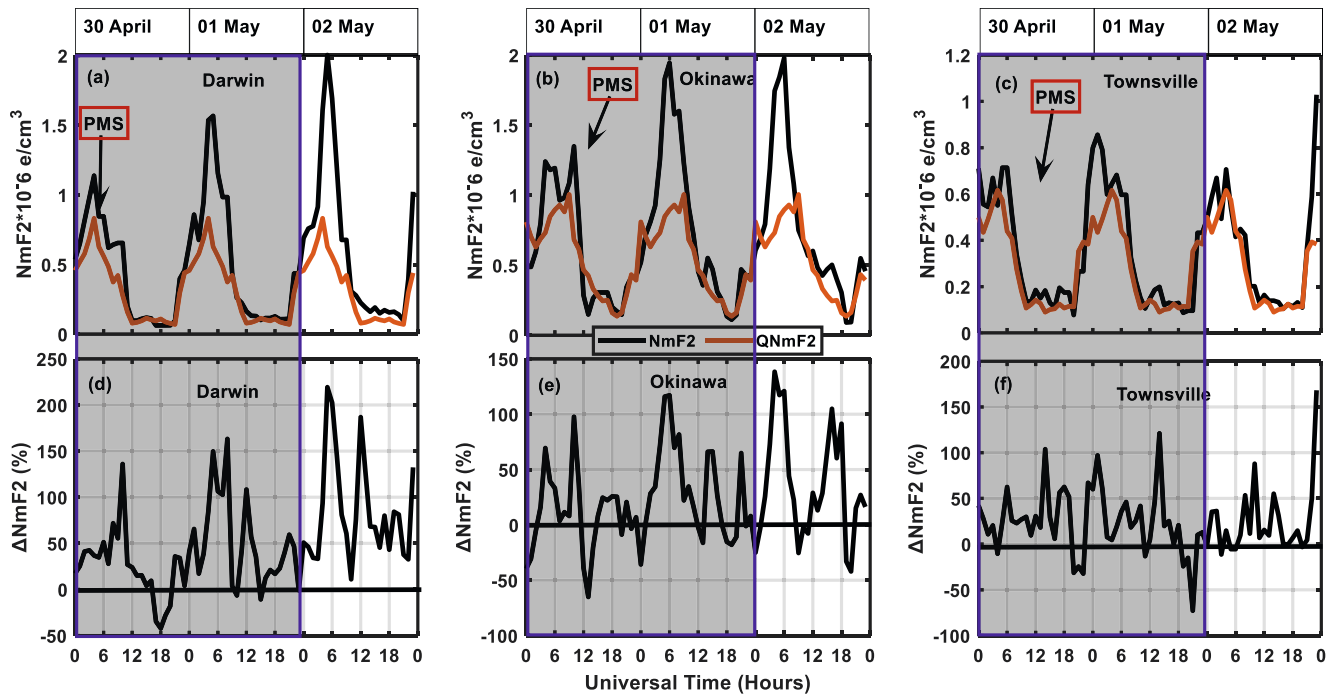 30 April 01 May 02 May
30 April 01 May 02 May
30 April 01 May 02 May
(a) Darwin
PMS
2
1.5
1
0.5
0
NmF2*10^-6 e/cm^3
(b) Okinawa
PMS
2
1.5
1
0.5
0
NmF2*10^-6 e/cm^3
NmF2 QNmF2
(c) Townsville
PMS
1.2
1
0.8
0.6
0.4
0.2
0
NmF2*10^-6 e/cm^3
(d) Darwin
250
200
150
100
50
0
-50
ΔNmF2 (%)
0 6 12 18 0 6 12 18 0 6 12 18 0
(e) Okinawa
100
50
0
-50
-100
ΔNmF2 (%)
0 6 12 18 0 6 12 18 0 6 12 18 0
(f) Townsville
200
150
100
50
0
-50
-100
ΔNmF2 (%)
0 6 12 18 0 6 12 18 0 6 12 18 0
Universal Time (Hours)